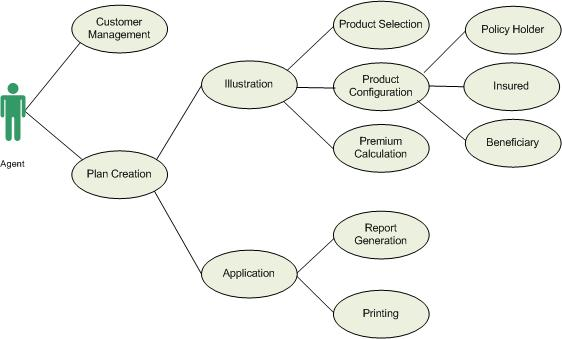 Customer
Management
Agent
Plan Creation
Illustration
Application
Product Selection
Product
Configuration
Premium
Calculation
Report
Generation
Printing
Policy Holder
Insured
Beneficiary